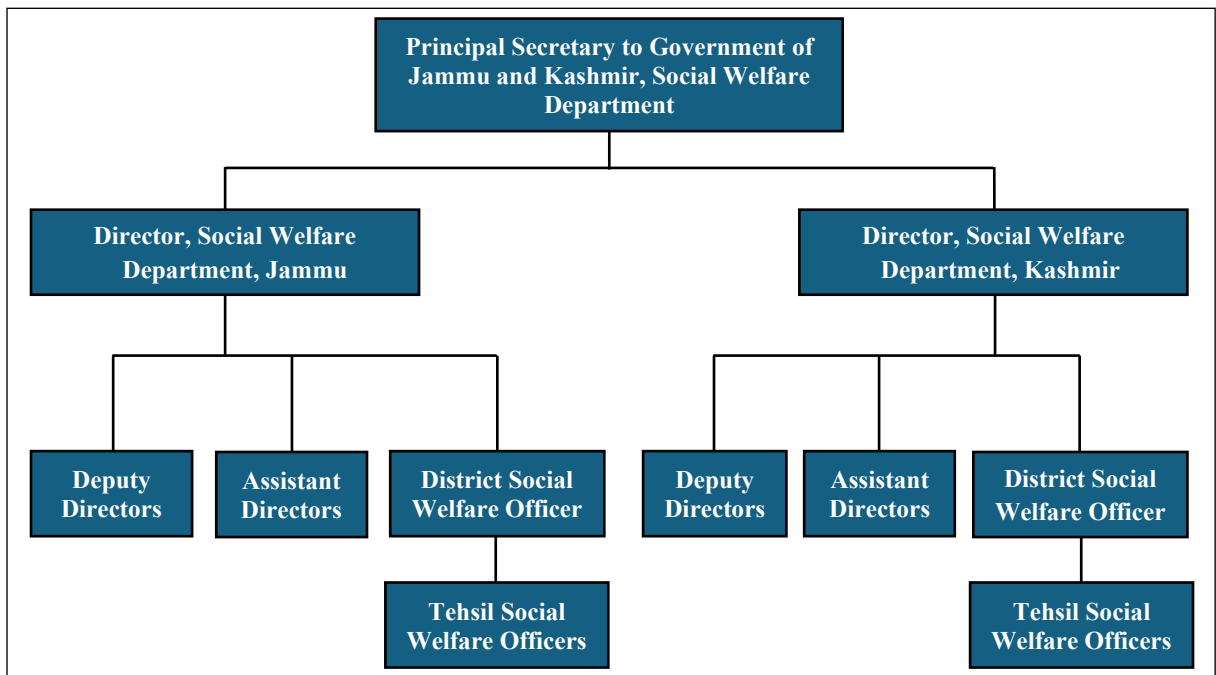 Principal Secretary to Government of
Jammu and Kashmir, Social Welfare
Department
Director, Social Welfare
Department, Jammu
Director, Social Welfare
Department, Kashmir
Deputy
Directors
Assistant
Directors
District Social
Welfare Officer
Deputy
Directors
Assistant
Directors
District Social
Welfare Officer
Tehsil Social
Welfare Officers
Tehsil Social
Welfare Officers